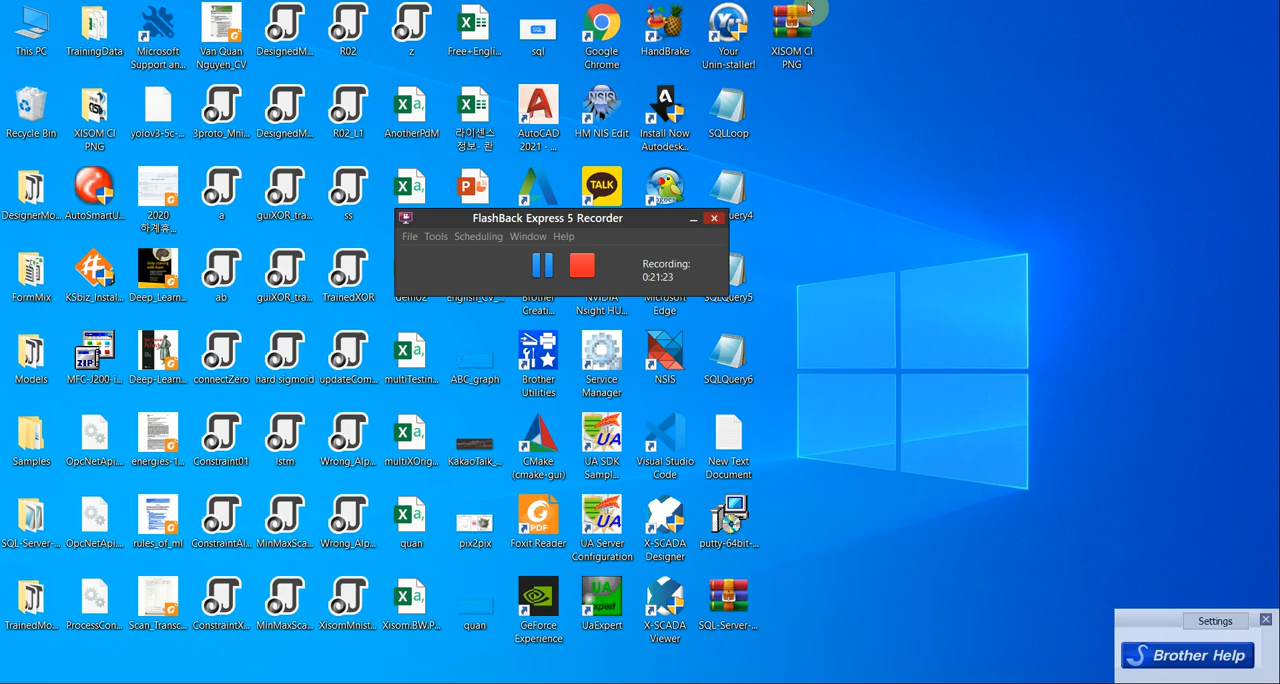 This PC
TrainingData
Microsoft
Support an...
Van Quan
Nguyen_CV
DesignedM...
R02
z
Free+Engli...
sql
Google
Chrome
HandBrake
Your
Unin-staller!
XISOM CI
PNG
Recycle Bin
XISOM CI
PNG
yolov3-5c-...
3proto_Mni...
DesignedM...
R02_L1
AnotherPdM
라이센스
정보- 콴
AutoCAD
2021 - ...
HM NIS Edit
Install Now
Autodesk...
SQLLoop
DesignerMo...
AutoSmartU...
2020
하계휴...
a
guiXOR_tra...
ss
TALK
FlashBack Express 5 Recorder
File Tools Scheduling Window Help
Recording:
0:21:23
FormMix
KSbiz_Instal...
Deep_Learn...
ab
guiXOR_tra...
TrainedXOR
demo2
English_CV_...
Brother
Creati...
NVIDIA
Nsight HU...
Microsoft
Edge
Models
MFC-J200-i...
Deep-Learn...
connectZero
hard sigmoid
updateCom...
multiTestin...
ABC_graph
Brother
Utilities
Service
Manager
NSIS
SQLQuery6
Samples
OpcNetApi....
energies-1...
Constraint01
lstm
Wrong_Alp...
multiXOrig...
KakaoTalk_...
CMake
(cmake-gui)
UA SDK
Sampl...
Visual Studio
Code
New Text
Document
SQL-Server-...
OpcNetApi....
rules_of_ml
ConstraintAl...
MinMaxSca...
Wrong_Alp...
quan
pix2pix
Foxit Reader
UA Server
Configuration
X-SCADA
Designer
putty-64bit-...
TrainedMo...
ProcessCon...
Scan_Transc...
ConstraintX...
MinMaxSca...
XisomMnist...
Xisom.BW.P...
quan
GeForce
Experience
UaExpert
X-SCADA
Viewer
SQL-Server-...
Settings
Brother Help